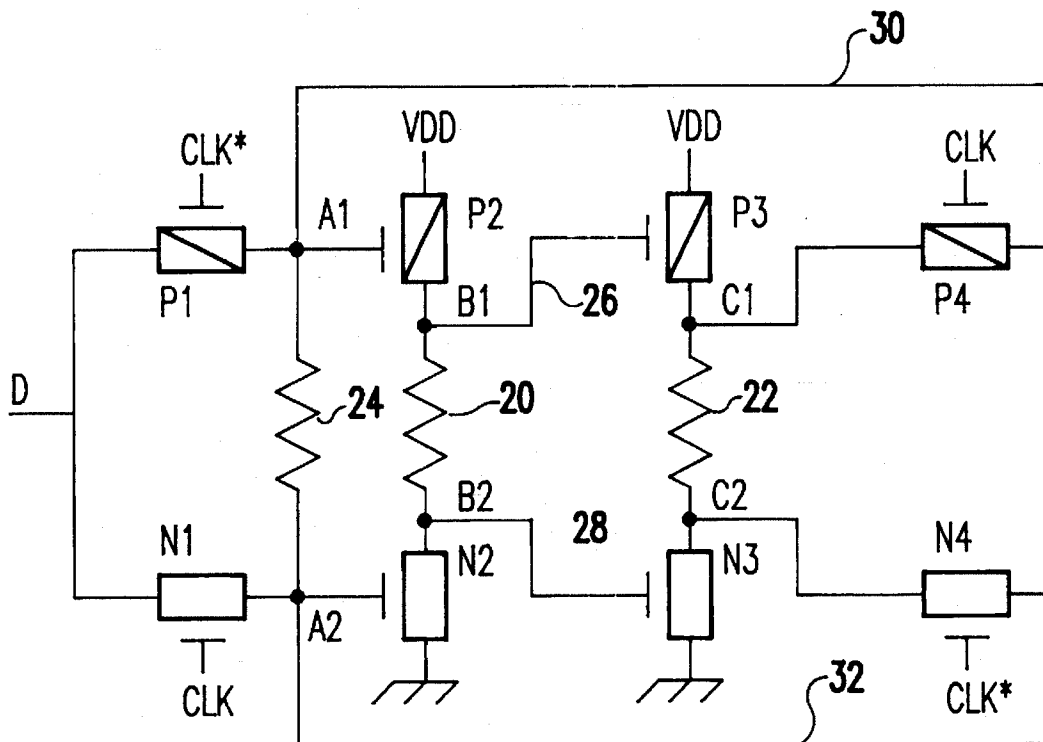 30
VDD
VDD
CLK*
CLK
A1
P2
P3
P1
B1
26
C1
P4
D
24
20
22
B2
C2
28
N1
N2
N3
N4
A2
CLK
32
CLK*